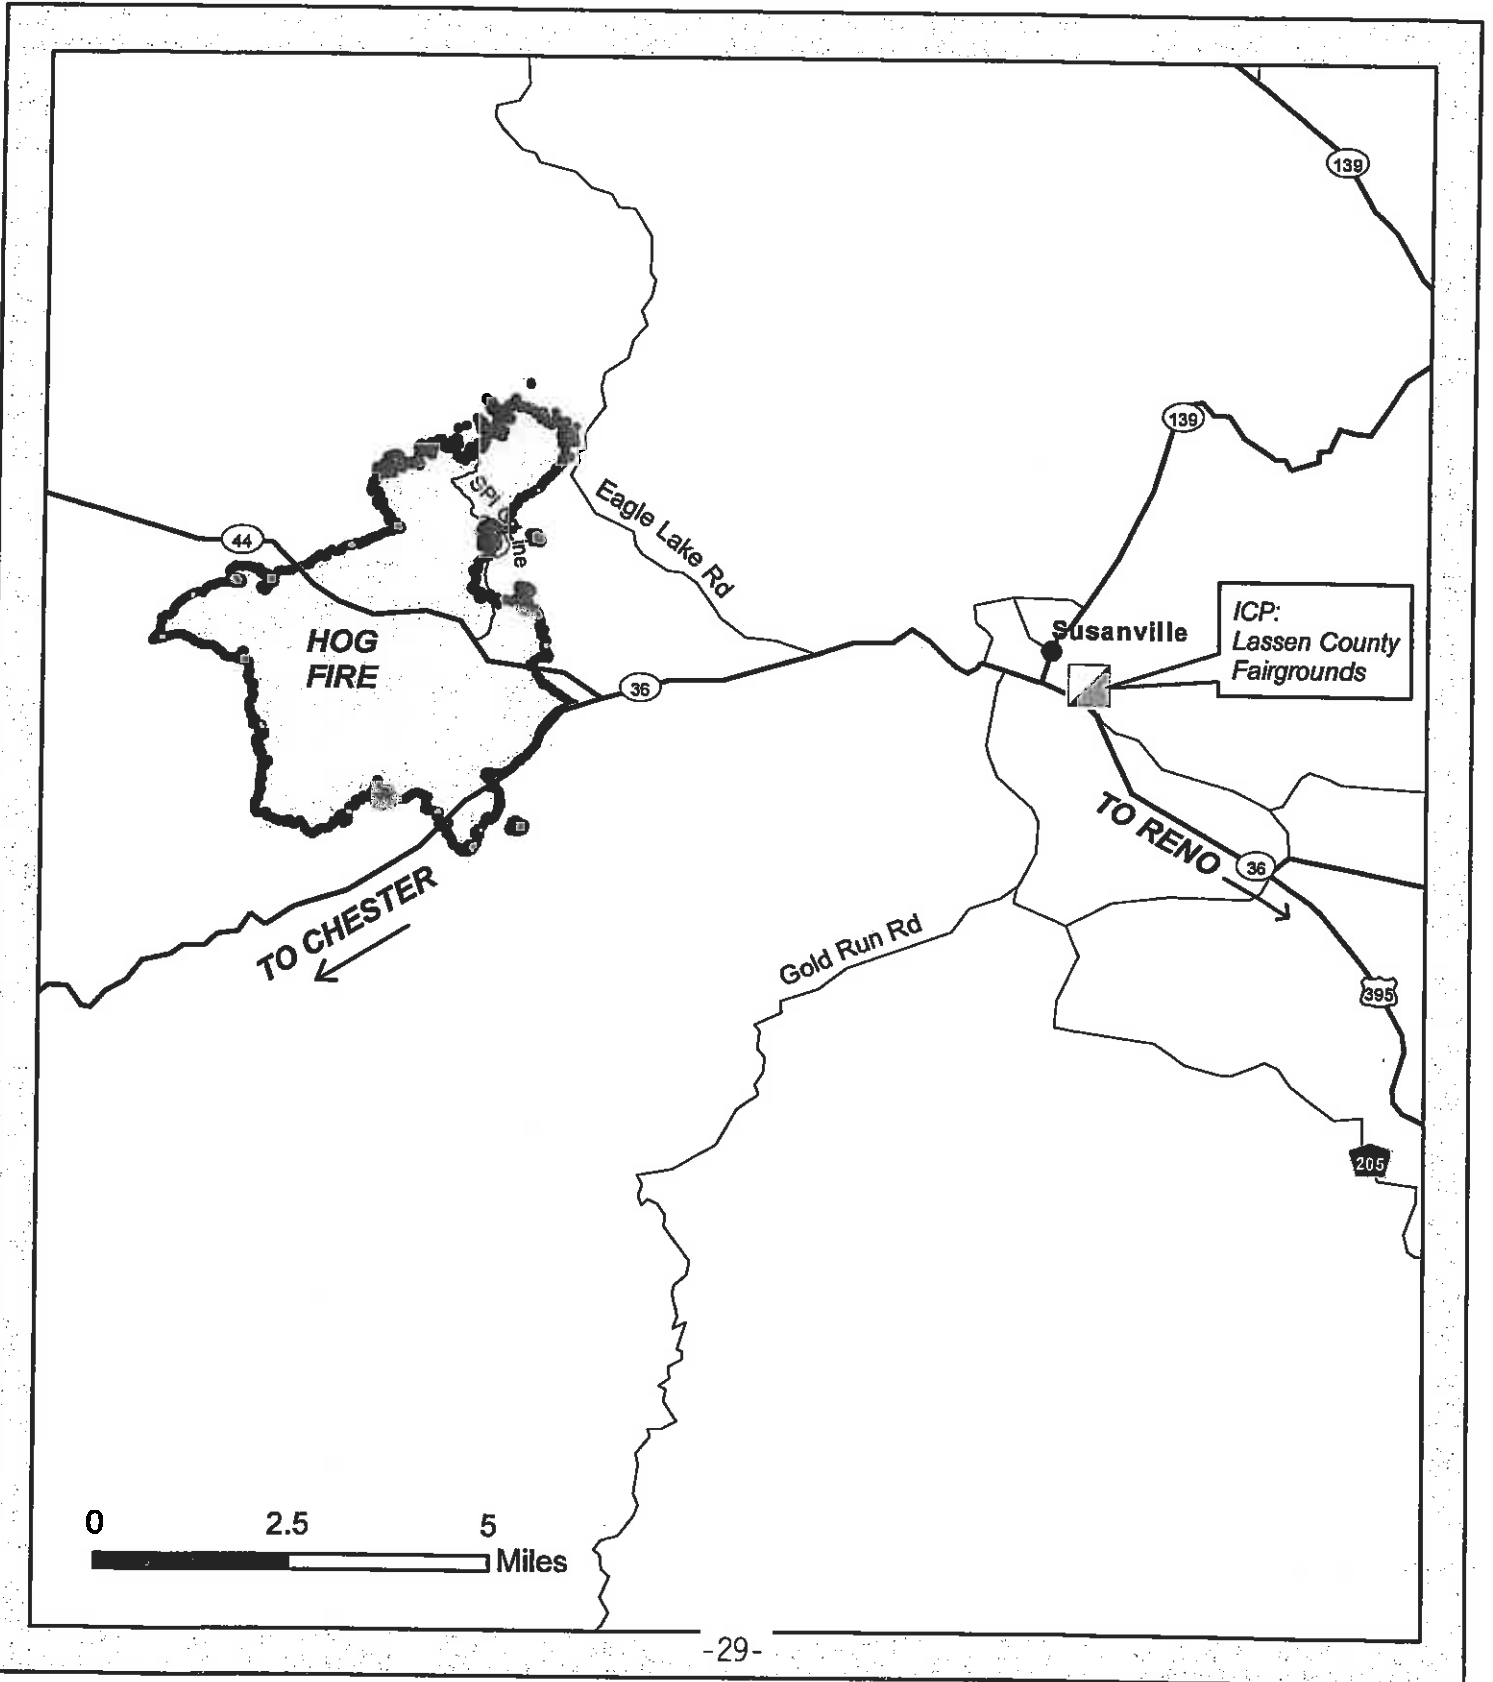 139
139
SPI
Line
Eagle Lake Rd
44
HOG
FIRE
36
Susanville
ICP:
Lassen County
Fairgrounds
TO RENO
36
TO CHESTER
Gold Run Rd
395
205
0 2.5 5
Miles
-29-